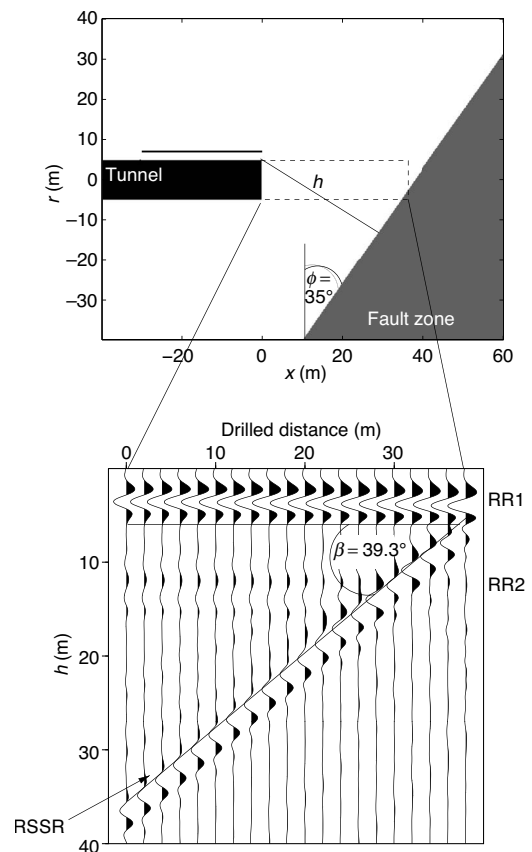 40
30
20
10
0
−10
−20
−30
r (m)
Tunnel
h
ϕ =
35°
Fault zone
−20 0 20 40 60
x (m)
Drilled distance (m)
0 10 20 30
RR1
β = 39.3°
10
RR2
20
h (m)
30
RSSR
40